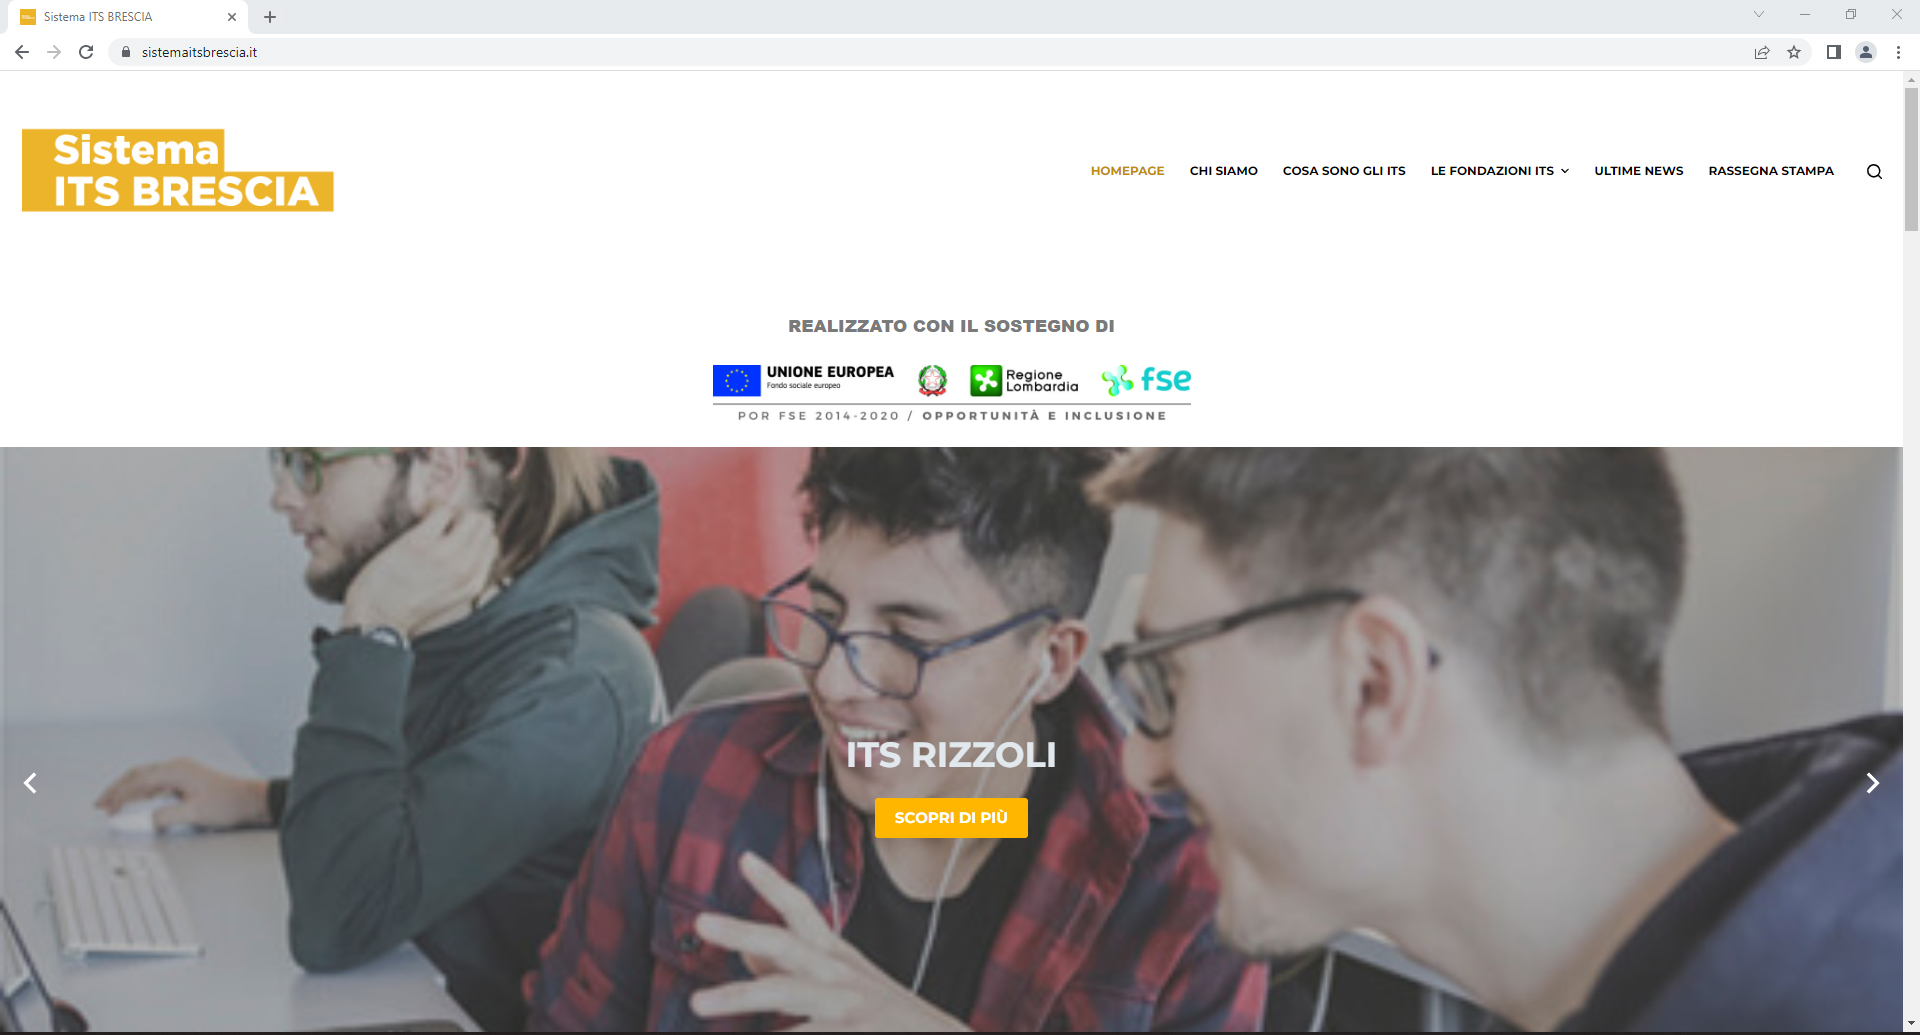 Sistema ITS BRESCIA
sistemaitsbrescia.it
Sistema
ITS BRESCIA
HOMEPAGE CHI SIAMO COSA SONO GLI ITS LE FONDAZIONI ITS ULTIME NEWS RASSEGNA STAMPA
REALIZZATO CON IL SOSTEGNO DI
UNIONE EUROPEA
Fondo sociale europeo
Regione
Lombardia
fse
POR FSE 2014-2020 / OPPORTUNITÀ E INCLUSIONE
ITS RIZZOLI
SCOPRI DI PIÙ